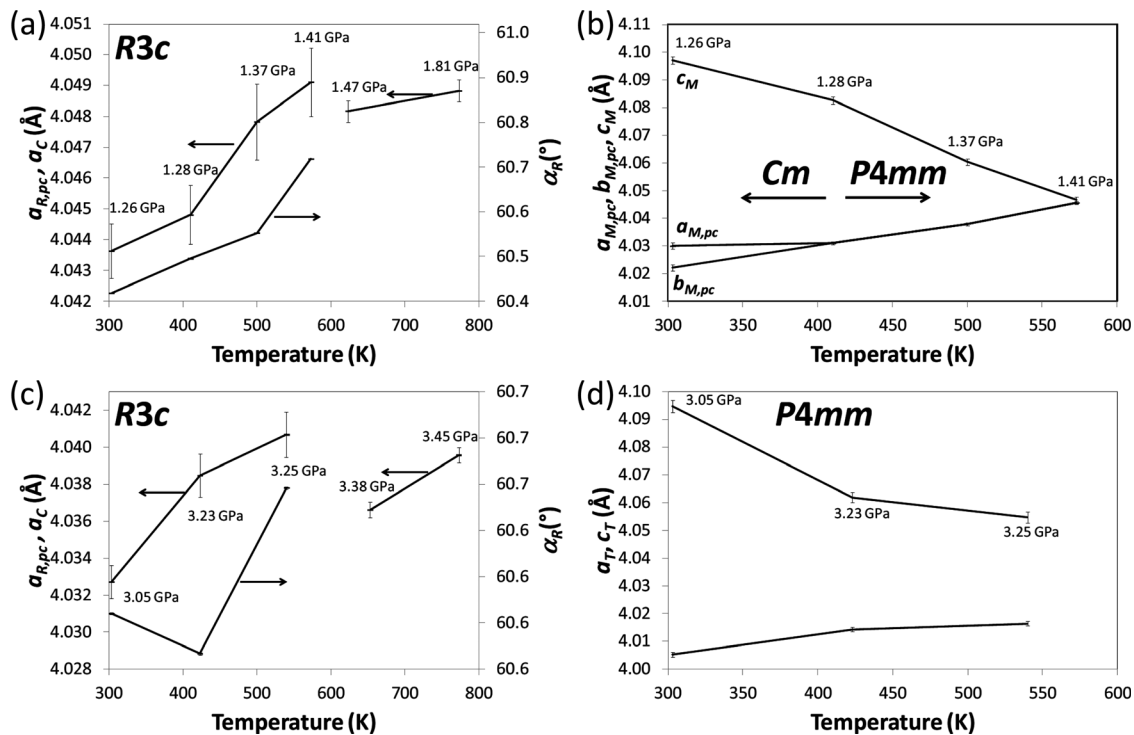 (a)
R3c
a_R,pc, a_C (Å)
4.051
4.050
4.049
4.048
4.047
4.046
4.045
4.044
4.043
4.042
1.26 GPa
1.28 GPa
1.37 GPa
1.41 GPa
1.47 GPa
1.81 GPa
61.0
60.9
60.8
60.7
60.6
60.5
60.4
α_R(°)
300 400 500 600 700 800
Temperature (K)
(b)
a_M,pc, b_M,pc, c_M (Å)
4.11
4.10
4.09
4.08
4.07
4.06
4.05
4.04
4.03
4.02
4.01
1.26 GPa
c_M
1.28 GPa
1.37 GPa
1.41 GPa
Cm P4mm
a_M,pc
b_M,pc
300 350 400 450 500 550 600
Temperature (K)
(c)
R3c
a_R,pc, a_C (Å)
4.042
4.040
4.038
4.036
4.034
4.032
4.030
4.028
3.05 GPa
3.23 GPa
3.25 GPa
3.38 GPa
3.45 GPa
60.7
60.7
60.7
60.6
60.6
60.6
60.6
α_R(°)
300 400 500 600 700 800
Temperature (K)
(d)
P4mm
a_T, c_T (Å)
4.10
4.09
4.08
4.07
4.06
4.05
4.04
4.03
4.02
4.01
4.00
3.05 GPa
3.23 GPa
3.25 GPa
300 350 400 450 500 550 600
Temperature (K)